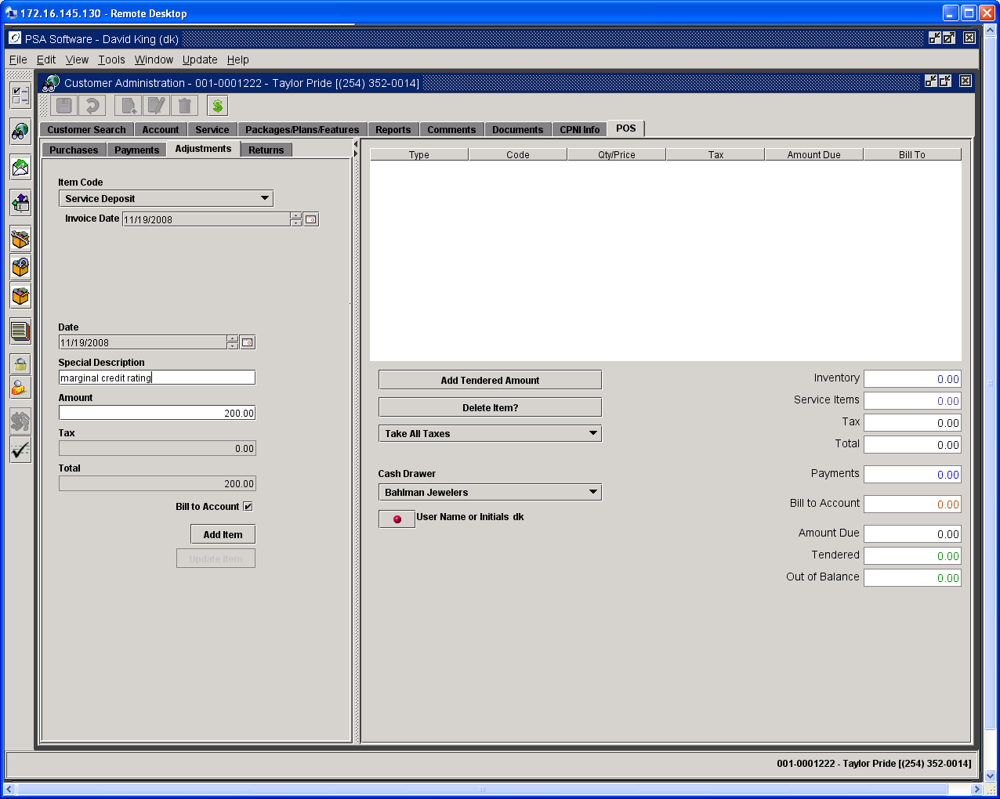 172.16.145.130 - Remote Desktop
PSA Software - David King (dk)
File Edit View Tools Window Update Help
Customer Administration - 001-0001222 - Taylor Pride [(254) 352-0014]
Customer Search Account Service Packages/Plans/Features Reports Comments Documents CPNI Info POS
Purchases Payments Adjustments Returns
Item Code
Service Deposit
Invoice Date 11/19/2008
Date
11/19/2008
Special Description
marginal credit rating
Amount
200.00
Tax
0.00
Total
200.00
Bill to Account
Add Item
Update Item
Type Code Qty/Price Tax Amount Due Bill To
Add Tendered Amount
Delete Item?
Take All Taxes
Cash Drawer
Bahlman Jewelers
User Name or Initials dk
Inventory 0.00
Service Items 0.00
Tax 0.00
Total 0.00
Payments 0.00
Bill to Account 0.00
Amount Due 0.00
Tendered 0.00
Out of Balance 0.00
001-0001222 - Taylor Pride [(254) 352-0014]